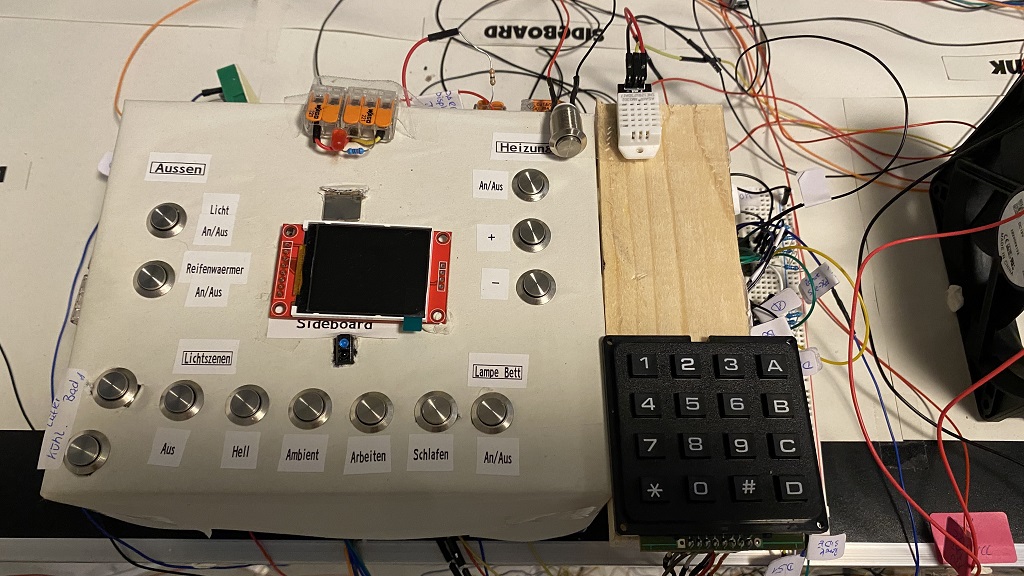 SIDEBOARD
NK
Aussen
Licht
An/Aus
Reifenwaermer
An/Aus
Heizung
An/Aus
+
-
Sideboard
Lichtszenen
Lampe Bett
Aus
Hell
Ambient
Arbeiten
Schlafen
An/Aus
1 2 3 A
4 5 6 B
7 8 9 C
* 0 # D